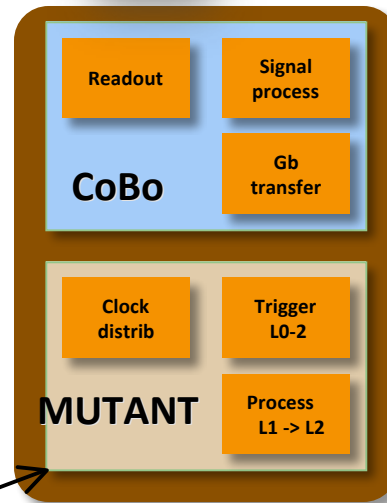 Readout
Signal
process
Gb
transfer
CoBo
Clock
distrib
Trigger
L0-2
MUTANT
Process
L1 -> L2